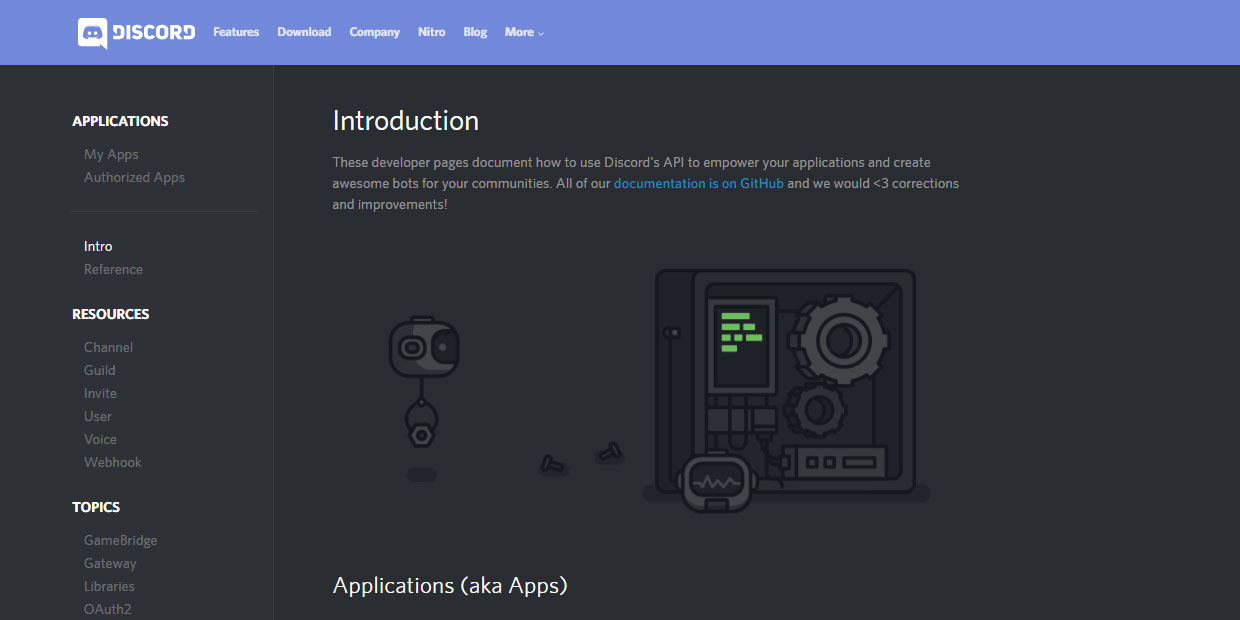 DISCORD Features Download Company Nitro Blog More
APPLICATIONS
My Apps
Authorized Apps
Intro
Reference
RESOURCES
Channel
Guild
Invite
User
Voice
Webhook
TOPICS
GameBridge
Gateway
Libraries
OAuth2
Introduction
These developer pages document how to use Discord's API to empower your applications and create
awesome bots for your communities. All of our documentation is on GitHub and we would <3 corrections
and improvements!
Applications (aka Apps)